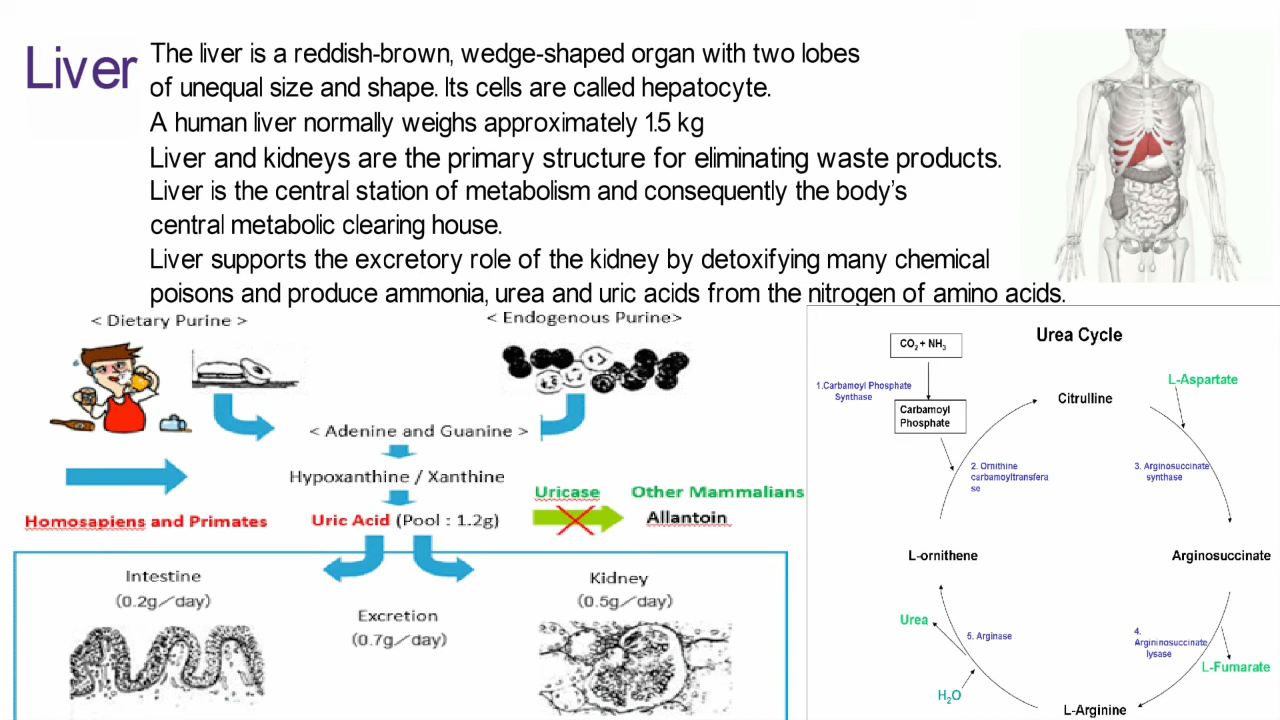 Liver
The liver is a reddish-brown, wedge-shaped organ with two lobes
of unequal size and shape. Its cells are called hepatocyte.
A human liver normally weighs approximately 1.5 kg
Liver and kidneys are the primary structure for eliminating waste products.
Liver is the central station of metabolism and consequently the body's
central metabolic clearing house.
Liver supports the excretory role of the kidney by detoxifying many chemical
poisons and produce ammonia, urea and uric acids from the nitrogen of amino acids.
< Dietary Purine >
< Endogenous Purine>
< Adenine and Guanine >
Hypoxanthine / Xanthine
Homosapiens and Primates
Uric Acid (Pool : 1.2g)
Uricase
Other Mammalians
Allantoin
Intestine
(0.2g/day)
Excretion
(0.7g/day)
Kidney
(0.5g/day)
Urea Cycle
CO2 + NH3
1.Carbamoyl Phosphate
Synthase
Carbamoyl
Phosphate
L-Aspartate
Citrulline
2. Ornithine
carbamoyltransfera
se
3. Arginosuccinate
synthase
L-ornithene
Arginosuccinate
Urea
5. Arginase
4.
Argininosuccinate
lysase
L-Fumarate
H2O
L-Arginine